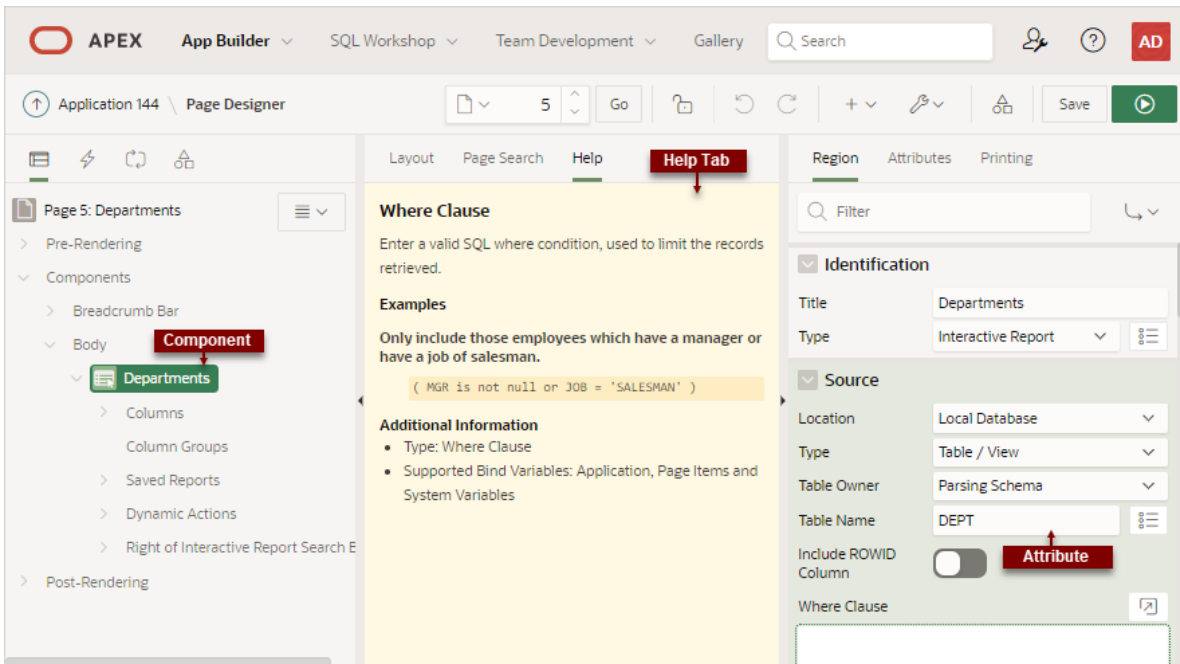 APEX App Builder SQL Workshop Team Development Gallery Search AD
Application 144 \ Page Designer 5 Go Save
Page 5: Departments
Pre-Rendering
Components
Breadcrumb Bar
Body
Component
Departments
Columns
Column Groups
Saved Reports
Dynamic Actions
Right of Interactive Report Search B
Post-Rendering
Layout Page Search Help
Help Tab
Where Clause
Enter a valid SQL where condition, used to limit the records
retrieved.
Examples
Only include those employees which have a manager or
have a job of salesman.
( MGR is not null or JOB = 'SALESMAN' )
Additional Information
• Type: Where Clause
• Supported Bind Variables: Application, Page Items and
System Variables
Region Attributes Printing
Filter
Identification
Title Departments
Type Interactive Report
Source
Location Local Database
Type Table / View
Table Owner Parsing Schema
Table Name DEPT
Include ROWID
Column
Attribute
Where Clause